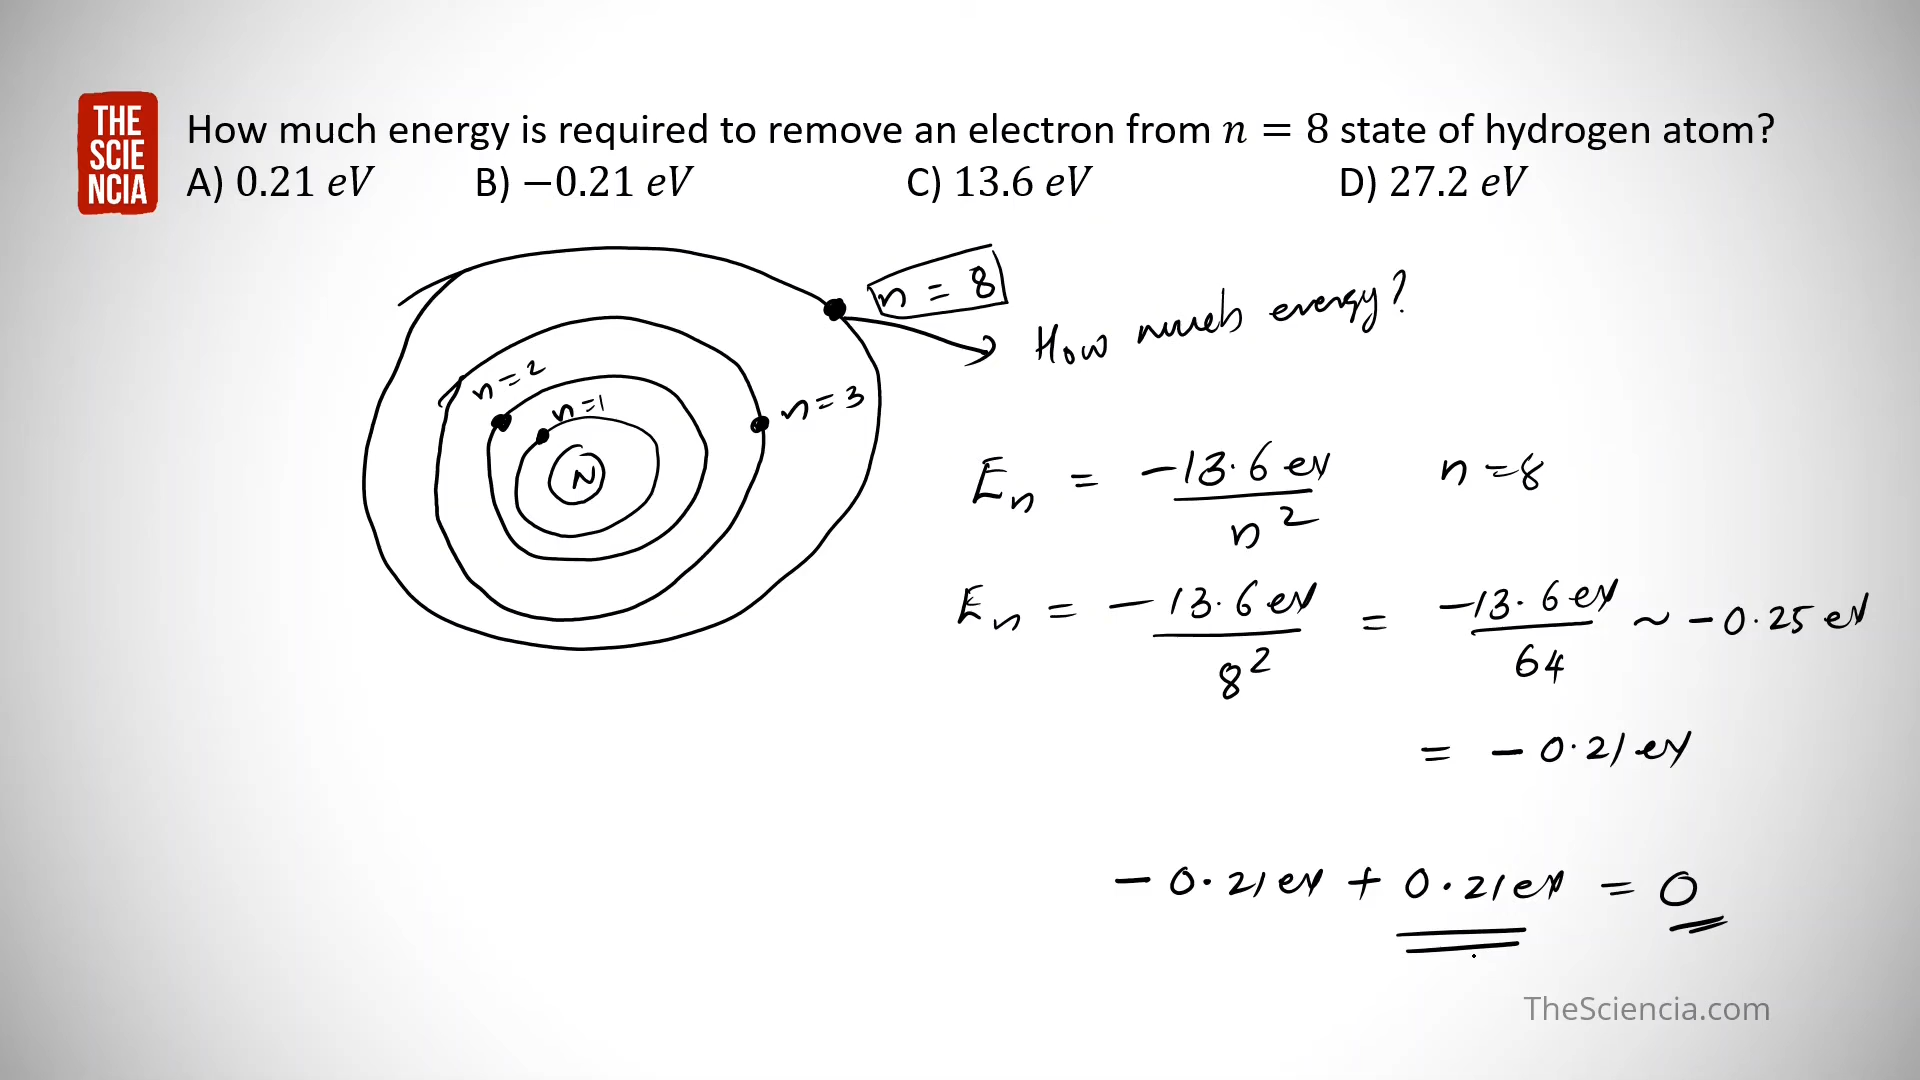 THE
SCIE
NCIA
How much energy is required to remove an electron from n = 8 state of hydrogen atom?
A) 0.21 eV B) −0.21 eV C) 13.6 eV D) 27.2 eV
n = 8
How much energy?
n=2
n=1
n=3
N
E_n = −13.6 eV / n² n=8
E_n = −13.6 eV / 8² = −13.6 eV / 64 ~ −0.25 eV
= −0.21 eV
−0.21 eV + 0.21 eV = 0
TheSciencia.com